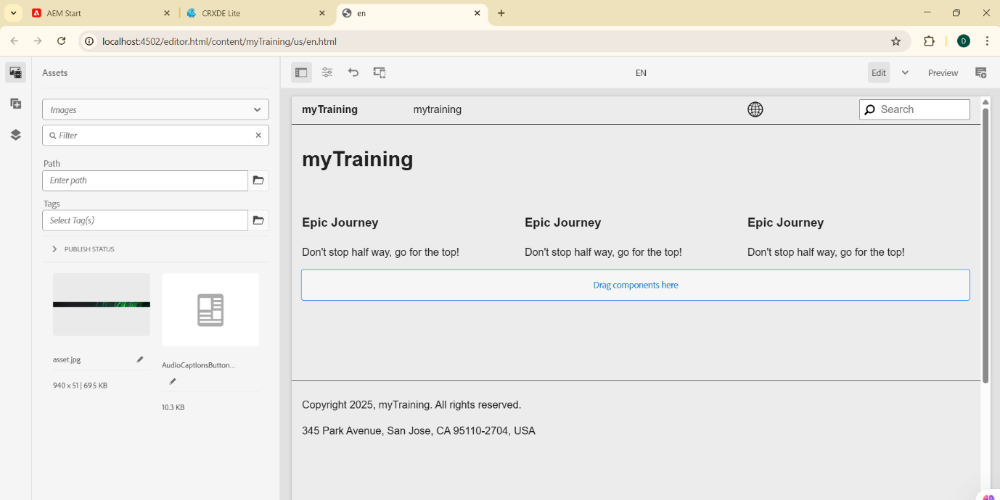 AEM Start
CRXDE Lite
en
localhost:4502/editor.html/content/myTraining/us/en.html
D
Assets
EN
Edit
Preview
Images
Filter
Path
Enter path
Tags
Select Tag(s)
PUBLISH STATUS
asset.jpg
940 x 51 | 69.5 KB
AudioCaptionsButton...
10.3 KB
myTraining
mytraining
Search
myTraining
Epic Journey
Don't stop half way, go for the top!
Epic Journey
Don't stop half way, go for the top!
Epic Journey
Don't stop half way, go for the top!
Drag components here
Copyright 2025, myTraining. All rights reserved.
345 Park Avenue, San Jose, CA 95110-2704, USA